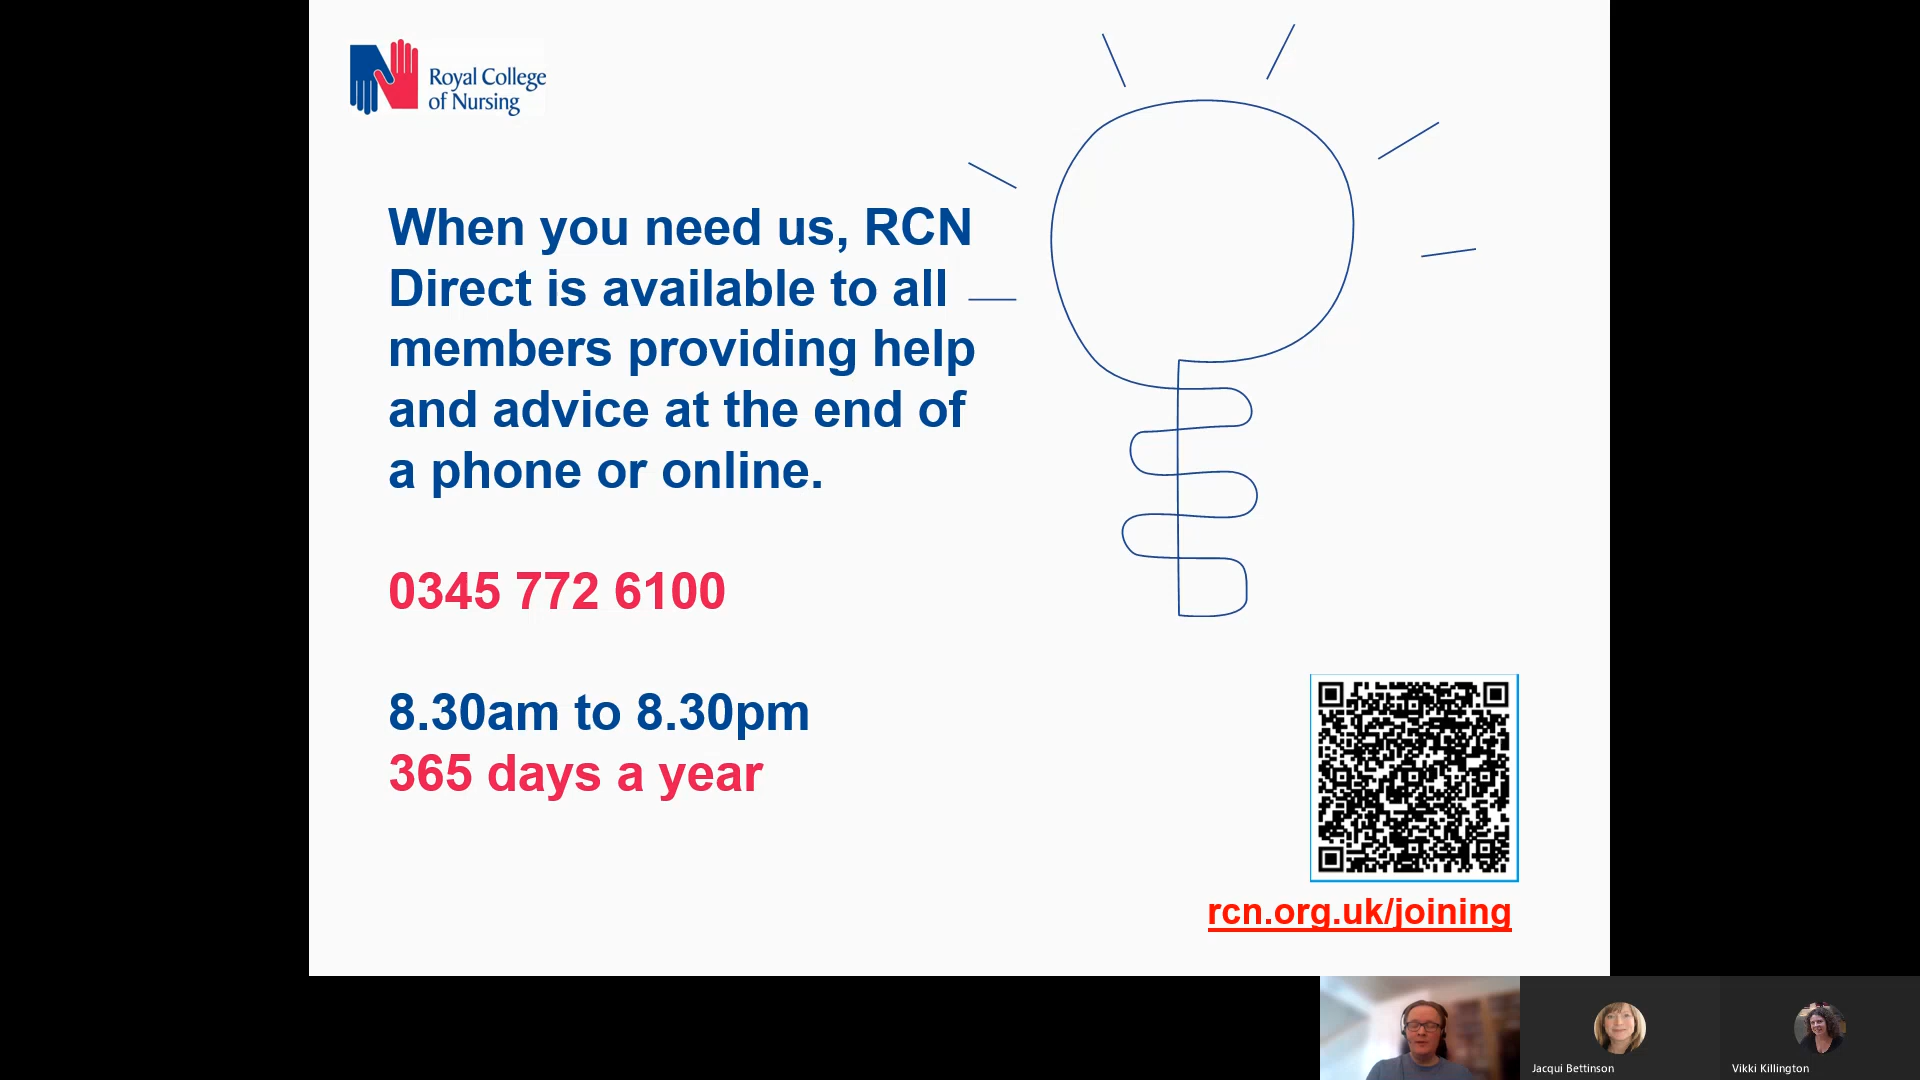 Royal College
of Nursing
When you need us, RCN
Direct is available to all
members providing help
and advice at the end of
a phone or online.
0345 772 6100
8.30am to 8.30pm
365 days a year
rcn.org.uk/joining
Jacqui Bettinson
Vikki Killington